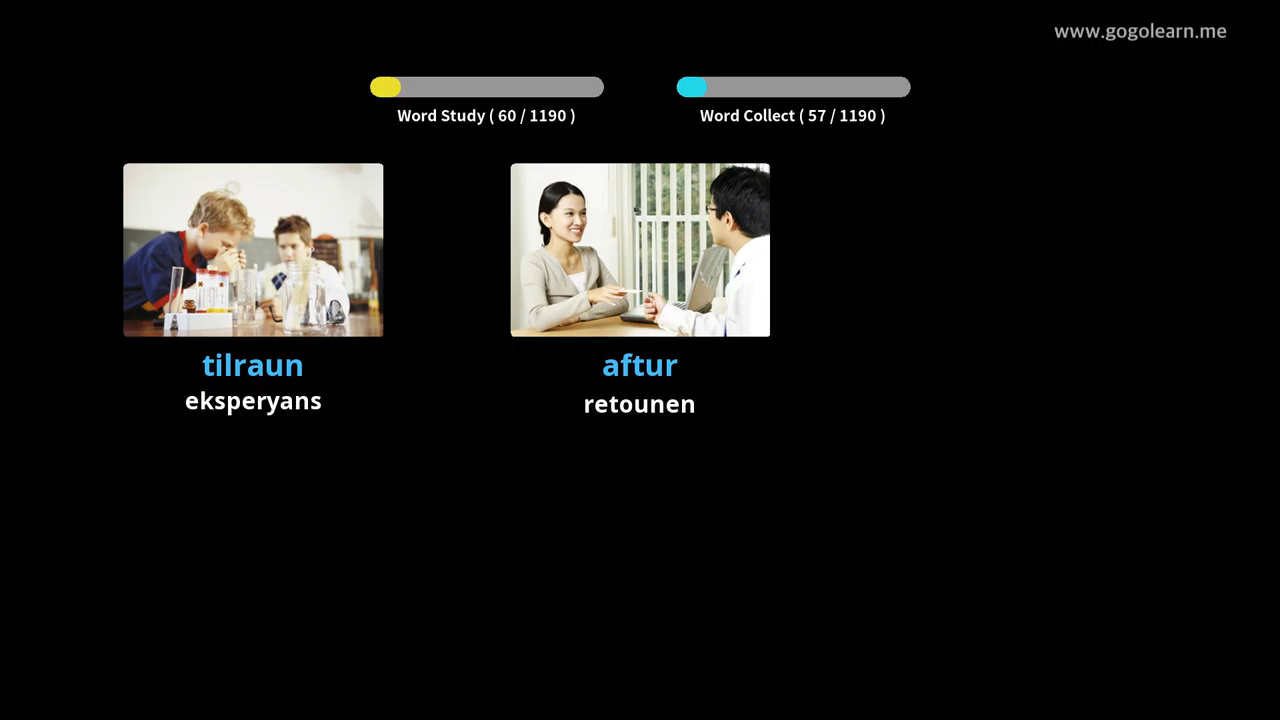 www.gogolearn.me
Word Study ( 60 / 1190 )
Word Collect ( 57 / 1190 )
tilraun
eksperyans
aftur
retounen